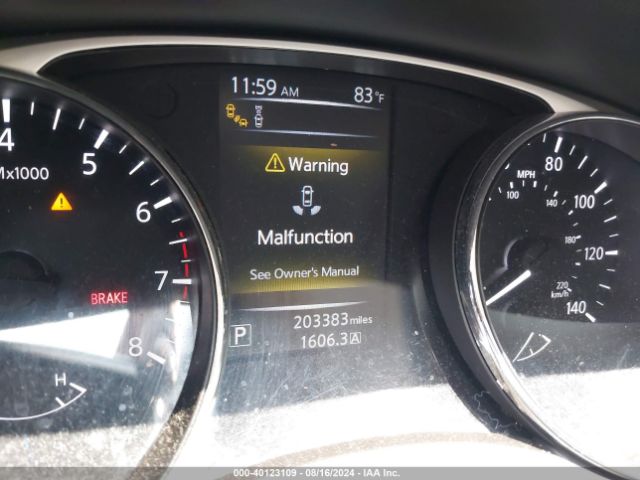 11:59 AM 83°F
Warning
Malfunction
See Owner's Manual
203383 miles
P 1606.3 A
4
5
Mx1000
6
7
BRAKE
8
H
80
MPH
100
100
140
180
120
220
km/h
140
000-40123109 - 08/16/2024 - IAA Inc.